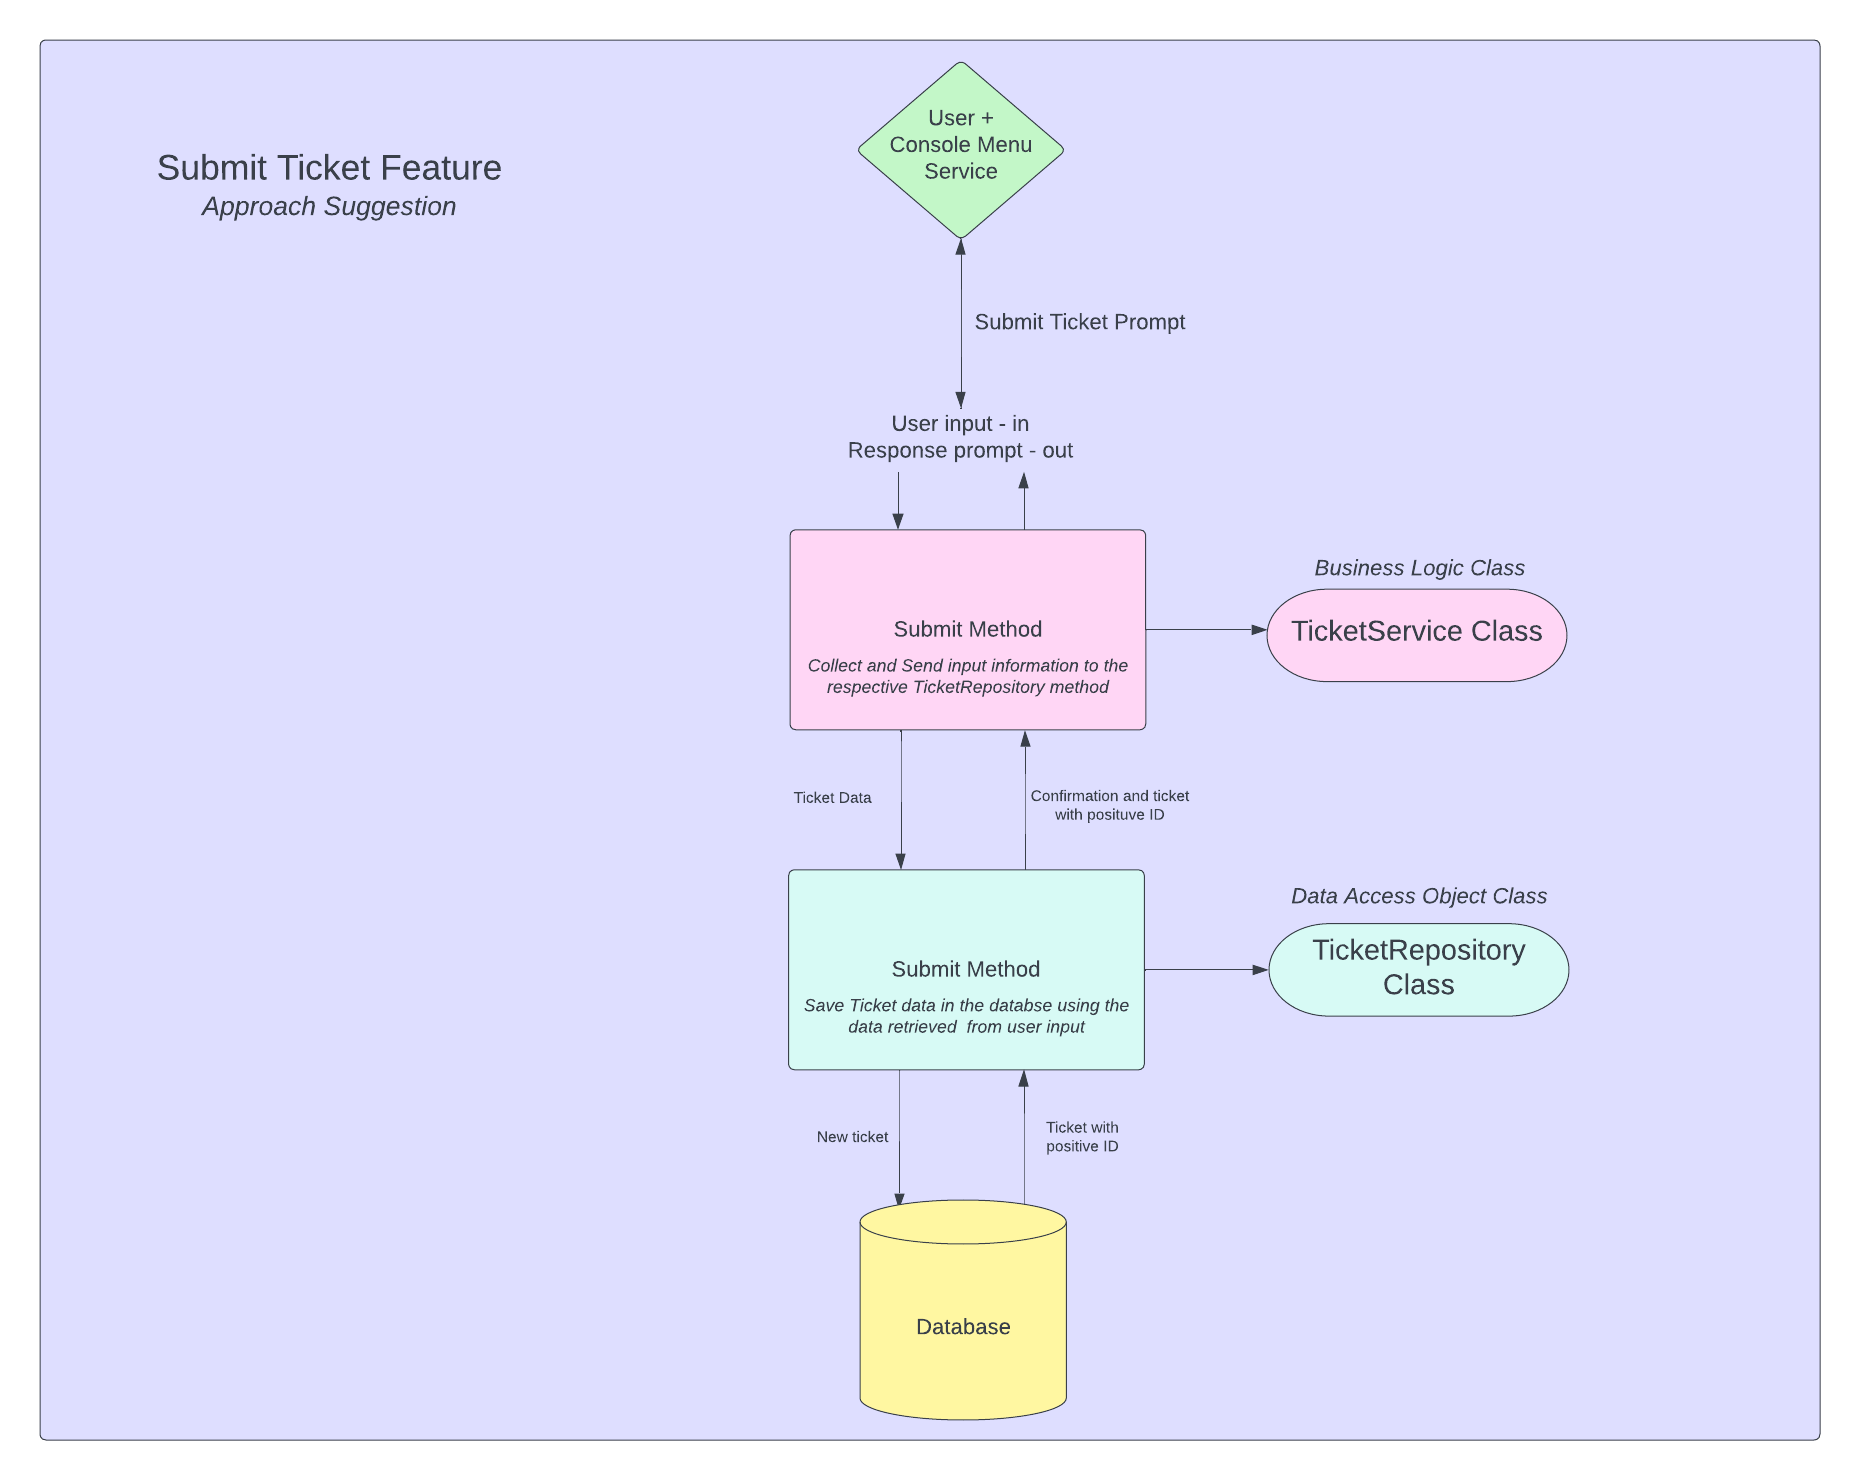 Submit Ticket Feature
Approach Suggestion
User +
Console Menu
Service
Submit Ticket Prompt
User input - in
Response prompt - out
Submit Method
Collect and Send input information to the
respective TicketRepository method
Business Logic Class
TicketService Class
Ticket Data
Confirmation and ticket
with posituve ID
Submit Method
Save Ticket data in the databse using the
data retrieved  from user input
Data Access Object Class
TicketRepository
Class
New ticket
Ticket with
positive ID
Database